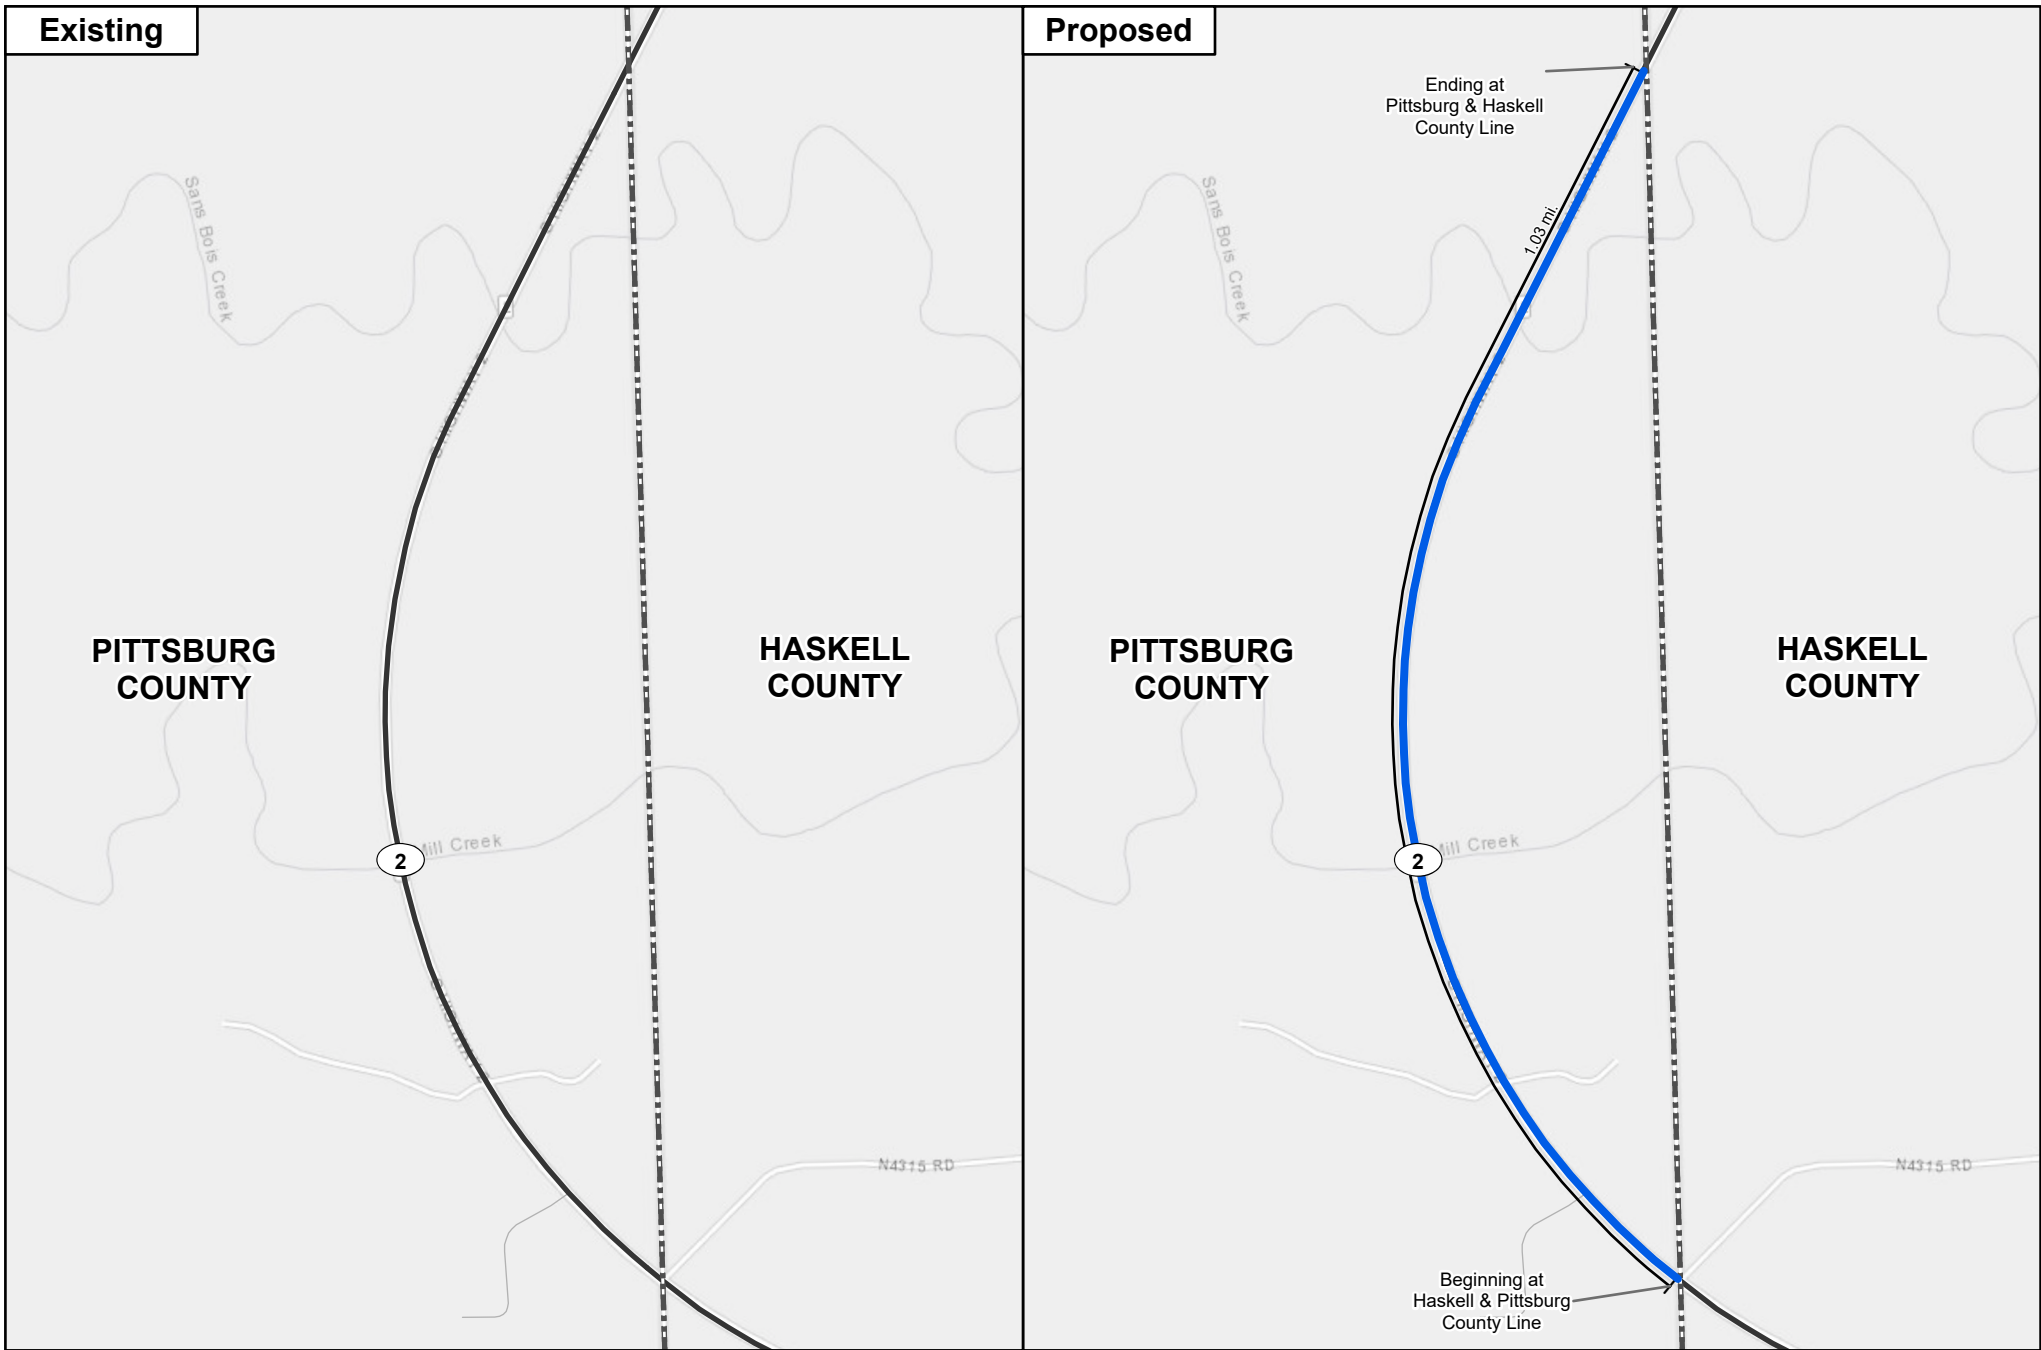 Existing
Sans Bois Creek
PITTSBURG
COUNTY
HASKELL
COUNTY
2
Mill Creek
N4315 RD
Proposed
Ending at
Pittsburg & Haskell
County Line
Sans Bois Creek
1.03 mi.
PITTSBURG
COUNTY
HASKELL
COUNTY
2
Mill Creek
N4315 RD
Beginning at
Haskell & Pittsburg
County Line